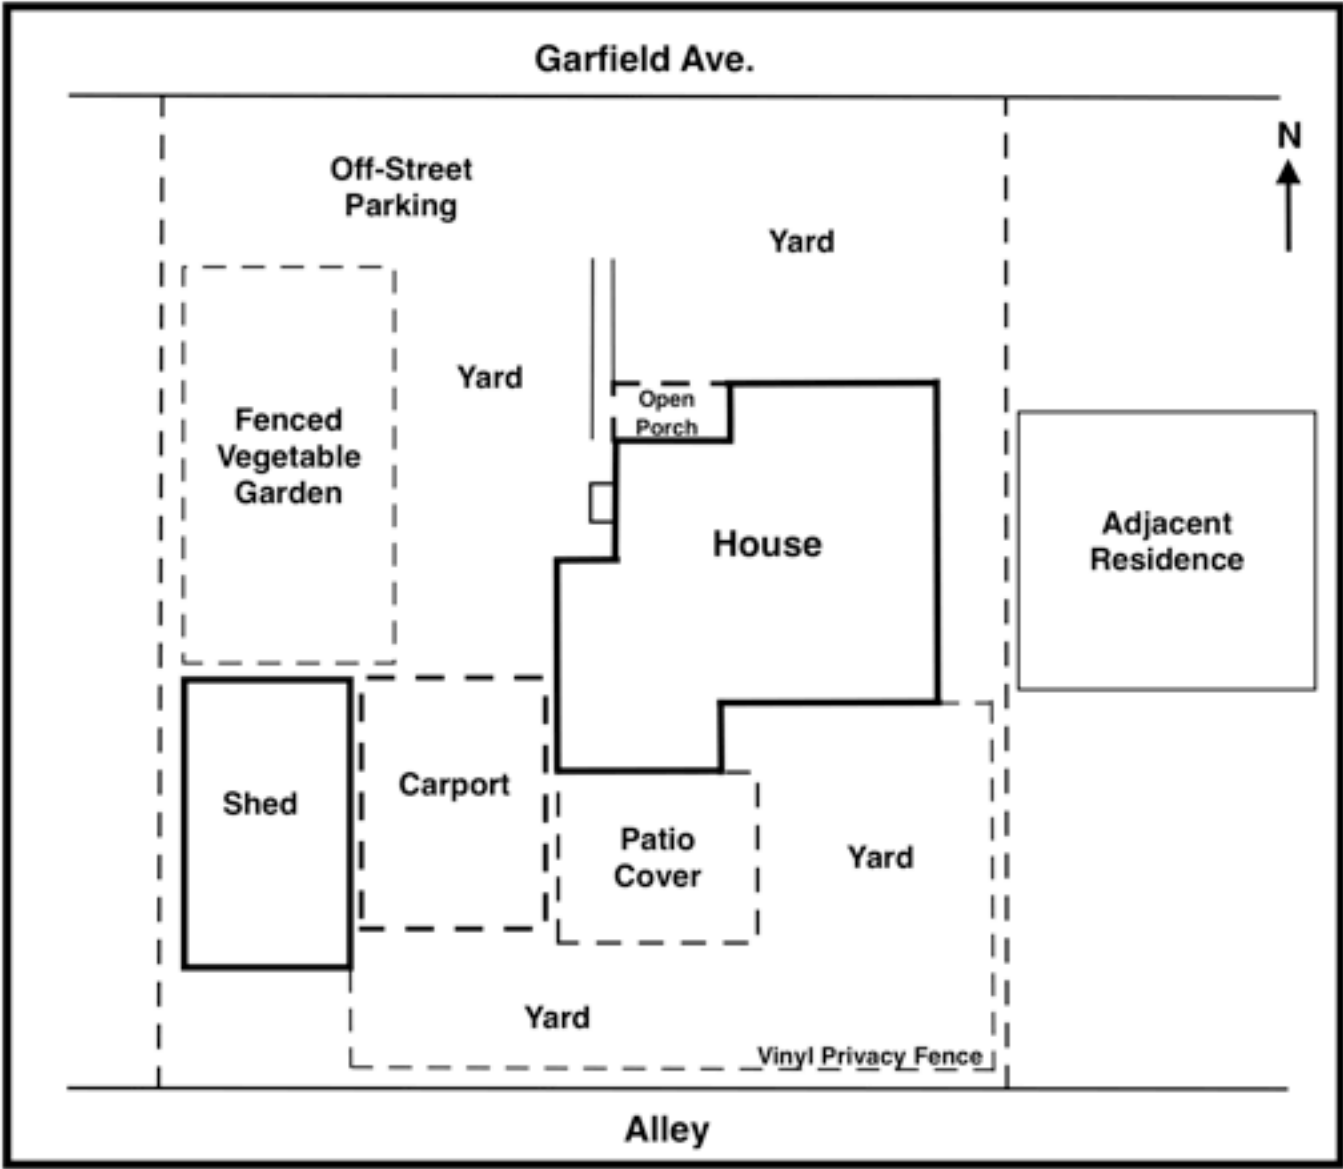 Garfield Ave.
N
Off-Street
Parking
Yard
Yard
Open
Porch
Fenced
Vegetable
Garden
House
Adjacent
Residence
Shed
Carport
Patio
Cover
Yard
Yard
Vinyl Privacy Fence
Alley